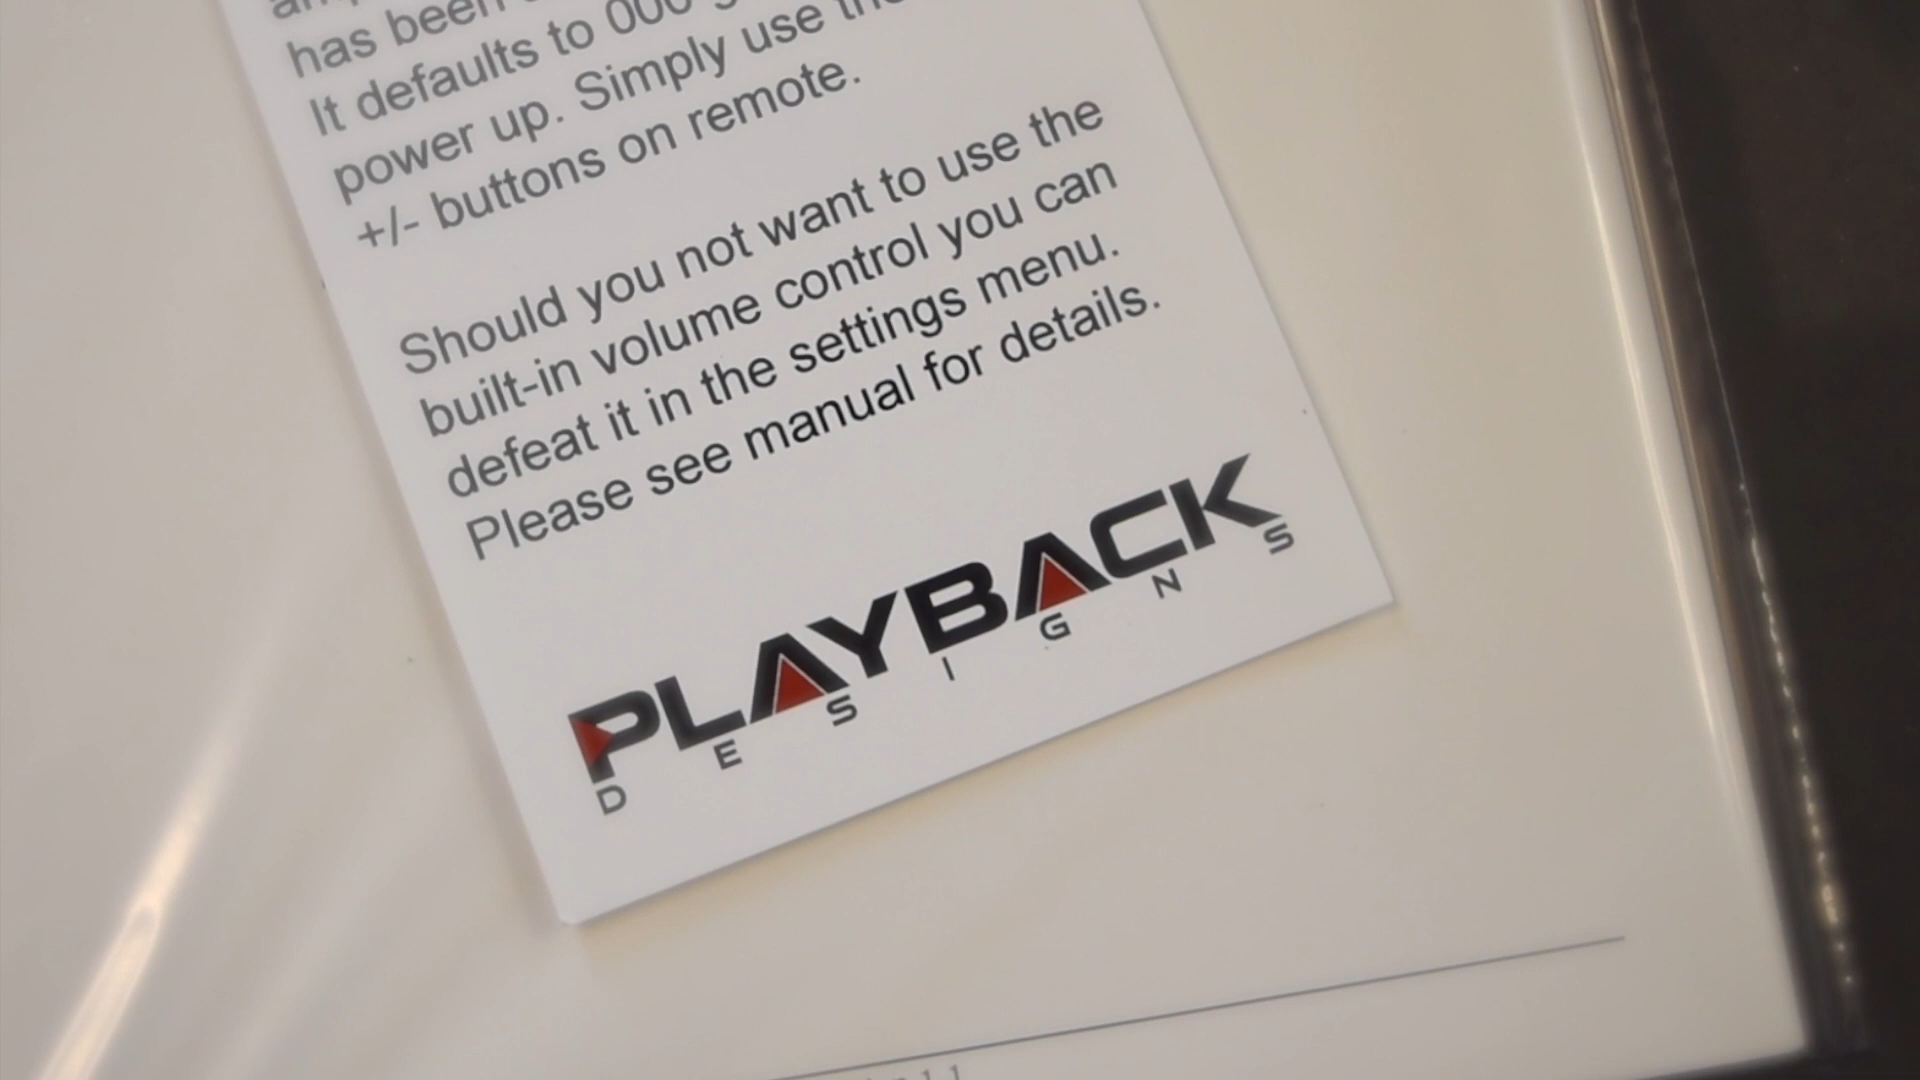 has been
It defaults to 000
power up. Simply use the
+/- buttons on remote.
Should you not want to use the
built-in volume control you can
defeat it in the settings menu.
Please see manual for details.
PLAYBACK
DESIGNS